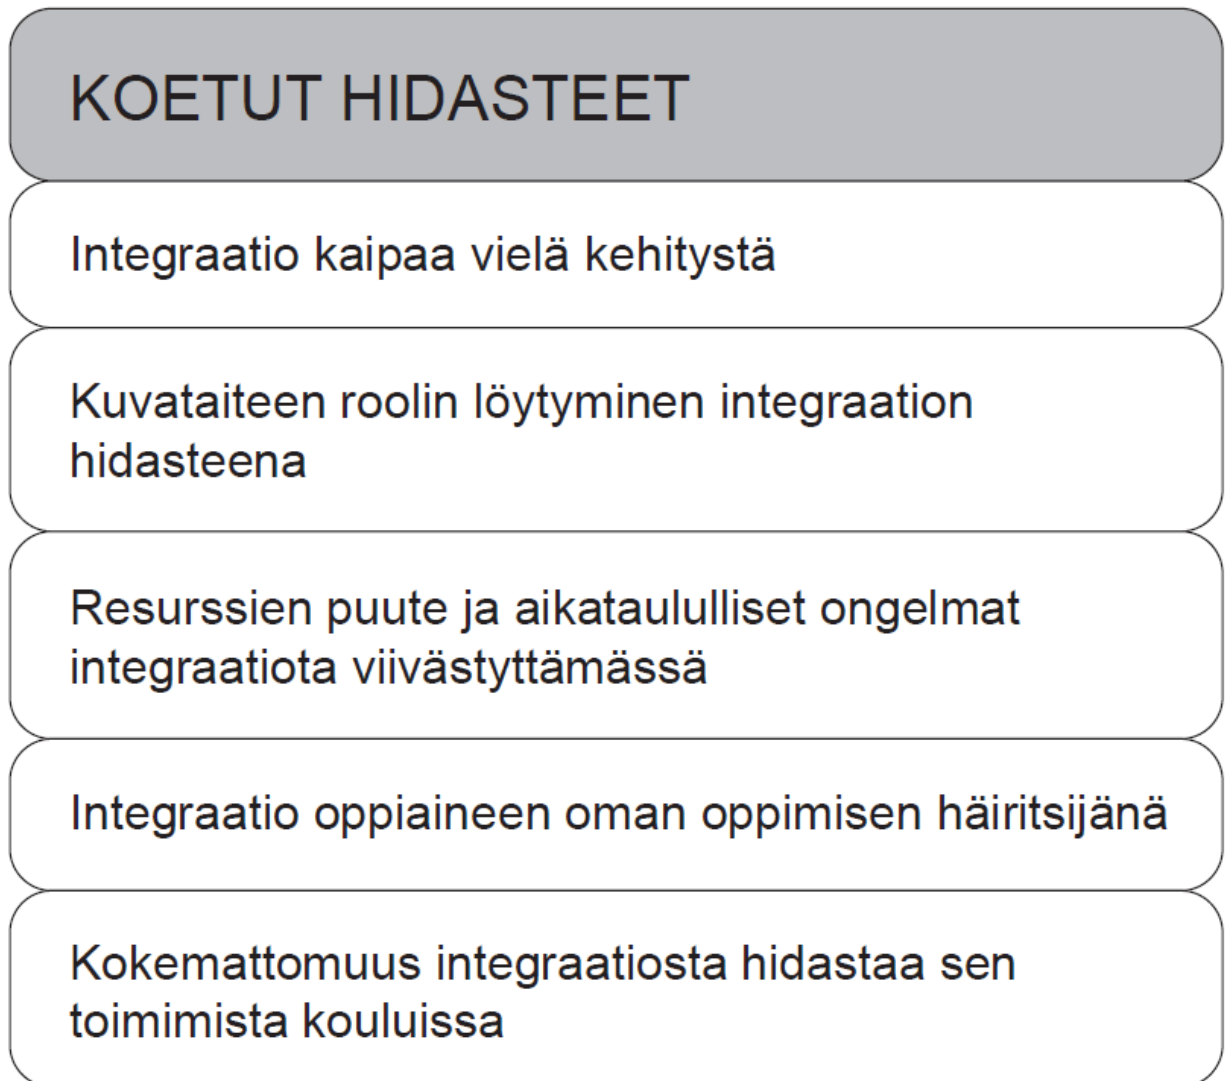 KOETUT HIDASTEET
Integraatio kaipaa vielä kehitystä
Kuvataiteen roolin löytyminen integraation
hidasteena
Resurssien puute ja aikataululliset ongelmat
integraatiota viivästyttämässä
Integraatio oppiaineen oman oppimisen häiritsijänä
Kokemattomuus integraatiosta hidastaa sen
toimimista kouluissa